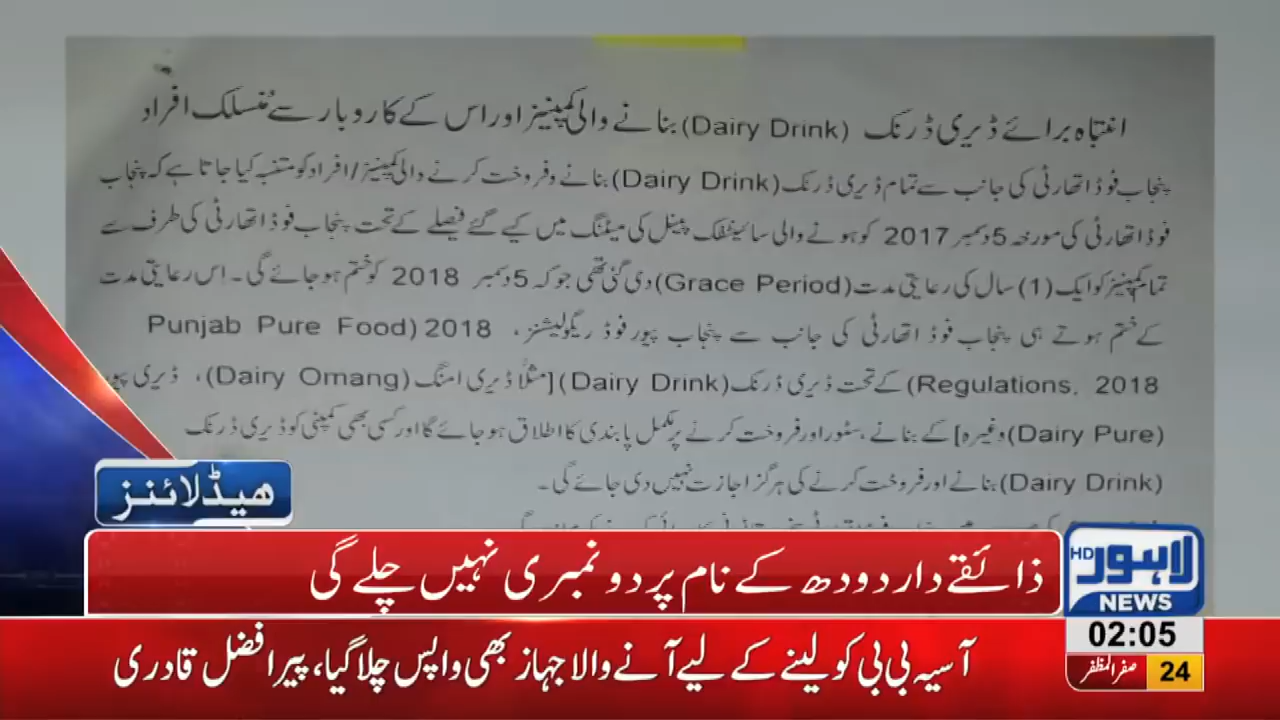 انتباہ برائے ڈیری ڈرنک (Dairy Drink) بنانے والی کمپنیز اور اس کے کاروبار سے مُنسلک افراد
پنجاب فوڈ اتھارٹی کی جانب سے تمام ڈیری ڈرنک (Dairy Drink) بنانے و فروخت کرنے والی کمپنیز/افراد کو متنبہ کیا جاتا ہے کہ پنجاب
فوڈ اتھارٹی کی مورخہ 5 دسمبر 2017 کو ہونے والی سائینٹفک پینل کی میٹنگ میں کیے گئے فیصلے کے تحت پنجاب فوڈ اتھارٹی کی طرف سے
تمام کمپنیز کو ایک (1) سال کی رعایتی مدت (Grace Period) دی گئی تھی جو کہ 5 دسمبر 2018 کو ختم ہو جائے گی۔ اِس رعایتی مدت
کے ختم ہوتے ہی پنجاب فوڈ اتھارٹی کی جانب سے پنجاب پیور فوڈ ریگولیشنز، 2018 (Punjab Pure Food
Regulations, 2018) کے تحت ڈیری ڈرنک (Dairy Drink) [مثلاً ڈیری امنگ (Dairy Omang)، ڈیری پیور
(Dairy Pure) وغیرہ] کے بنانے، سٹور اور فروخت کرنے پر مکمل پابندی کا اطلاق ہو جائے گا اور کسی بھی کمپنی کو ڈیری ڈرنک
(Dairy Drink) بنانے اور فروخت کرنے کی ہرگز اجازت نہیں دی جائے گی۔
ھیڈلائنز
ذائقے دار دودھ کے نام پر دو نمبری نہیں چلے گی
HD لاہور
NEWS
02:05
آسیہ بی بی کو لینے کے لیے آنے والا جہاز بھی واپس چلا گیا، پیر افضل قادری
24 صفر المظفر